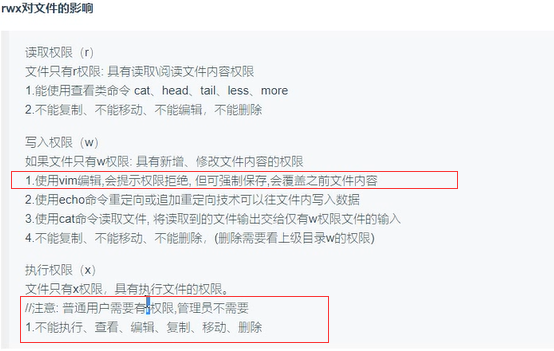 rwx对文件的影响
读取权限（r）
文件只有r权限: 具有读取\阅读文件内容权限
1.能使用查看类命令 cat、head、tail、less、more
2.不能复制、不能移动、不能编辑，不能删除
写入权限（w）
如果文件只有w权限: 具有新增、修改文件内容的权限
1.使用vim编辑,会提示权限拒绝, 但可强制保存,会覆盖之前文件内容
2.使用echo命令重定向或追加重定向技术可以往文件内写入数据
3.使用cat命令读取文件, 将读取到的文件输出交给仅有w权限文件的输入
4.不能复制、不能移动、不能删除，(删除需要看上级目录w的权限)
执行权限（x）
文件只有x权限，具有执行文件的权限。
//注意: 普通用户需要有 权限,管理员不需要
1.不能执行、查看、编辑、复制、移动、删除